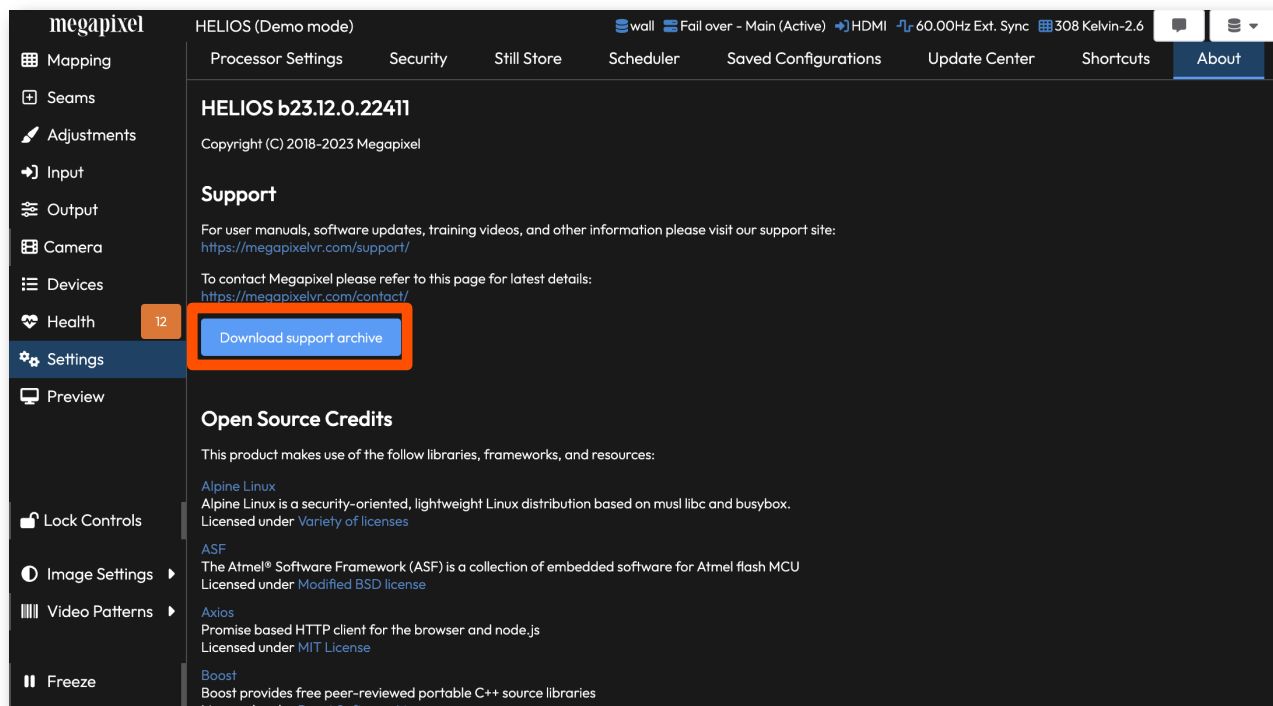 megapixel
HELIOS (Demo mode)
wall Fail over - Main (Active) HDMI 60.00Hz Ext. Sync 308 Kelvin-2.6
Mapping
Seams
Adjustments
Input
Output
Camera
Devices
Health 12
Settings
Preview
Lock Controls
Image Settings
Video Patterns
Freeze
Processor Settings Security Still Store Scheduler Saved Configurations Update Center Shortcuts About
HELIOS b23.12.0.22411
Copyright (C) 2018-2023 Megapixel
Support
For user manuals, software updates, training videos, and other information please visit our support site:
https://megapixelvr.com/support/
To contact Megapixel please refer to this page for latest details:
https://megapixelvr.com/contact/
Download support archive
Open Source Credits
This product makes use of the follow libraries, frameworks, and resources:
Alpine Linux
Alpine Linux is a security-oriented, lightweight Linux distribution based on musl libc and busybox.
Licensed under Variety of licenses
ASF
The Atmel® Software Framework (ASF) is a collection of embedded software for Atmel flash MCU
Licensed under Modified BSD license
Axios
Promise based HTTP client for the browser and node.js
Licensed under MIT License
Boost
Boost provides free peer-reviewed portable C++ source libraries